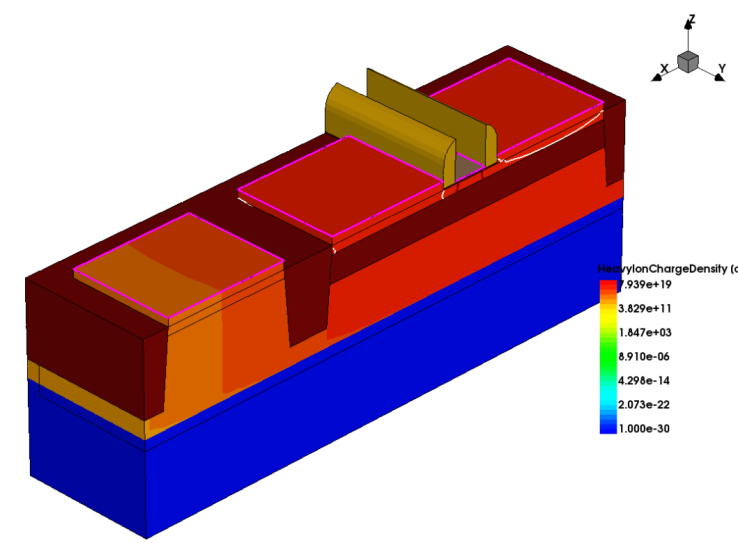 Z
X
Y
HeavyIonChargeDensity (c
7.939e+19
3.829e+11
1.847e+03
8.910e-06
4.298e-14
2.073e-22
1.000e-30